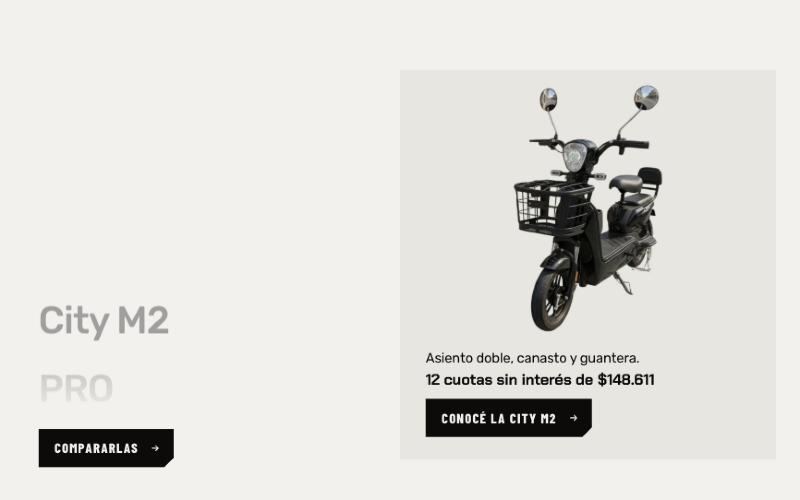 City M2
PRO
COMPARARLAS →
Asiento doble, canasto y guantera.
12 cuotas sin interés de $148.611
CONOCÉ LA CITY M2 →